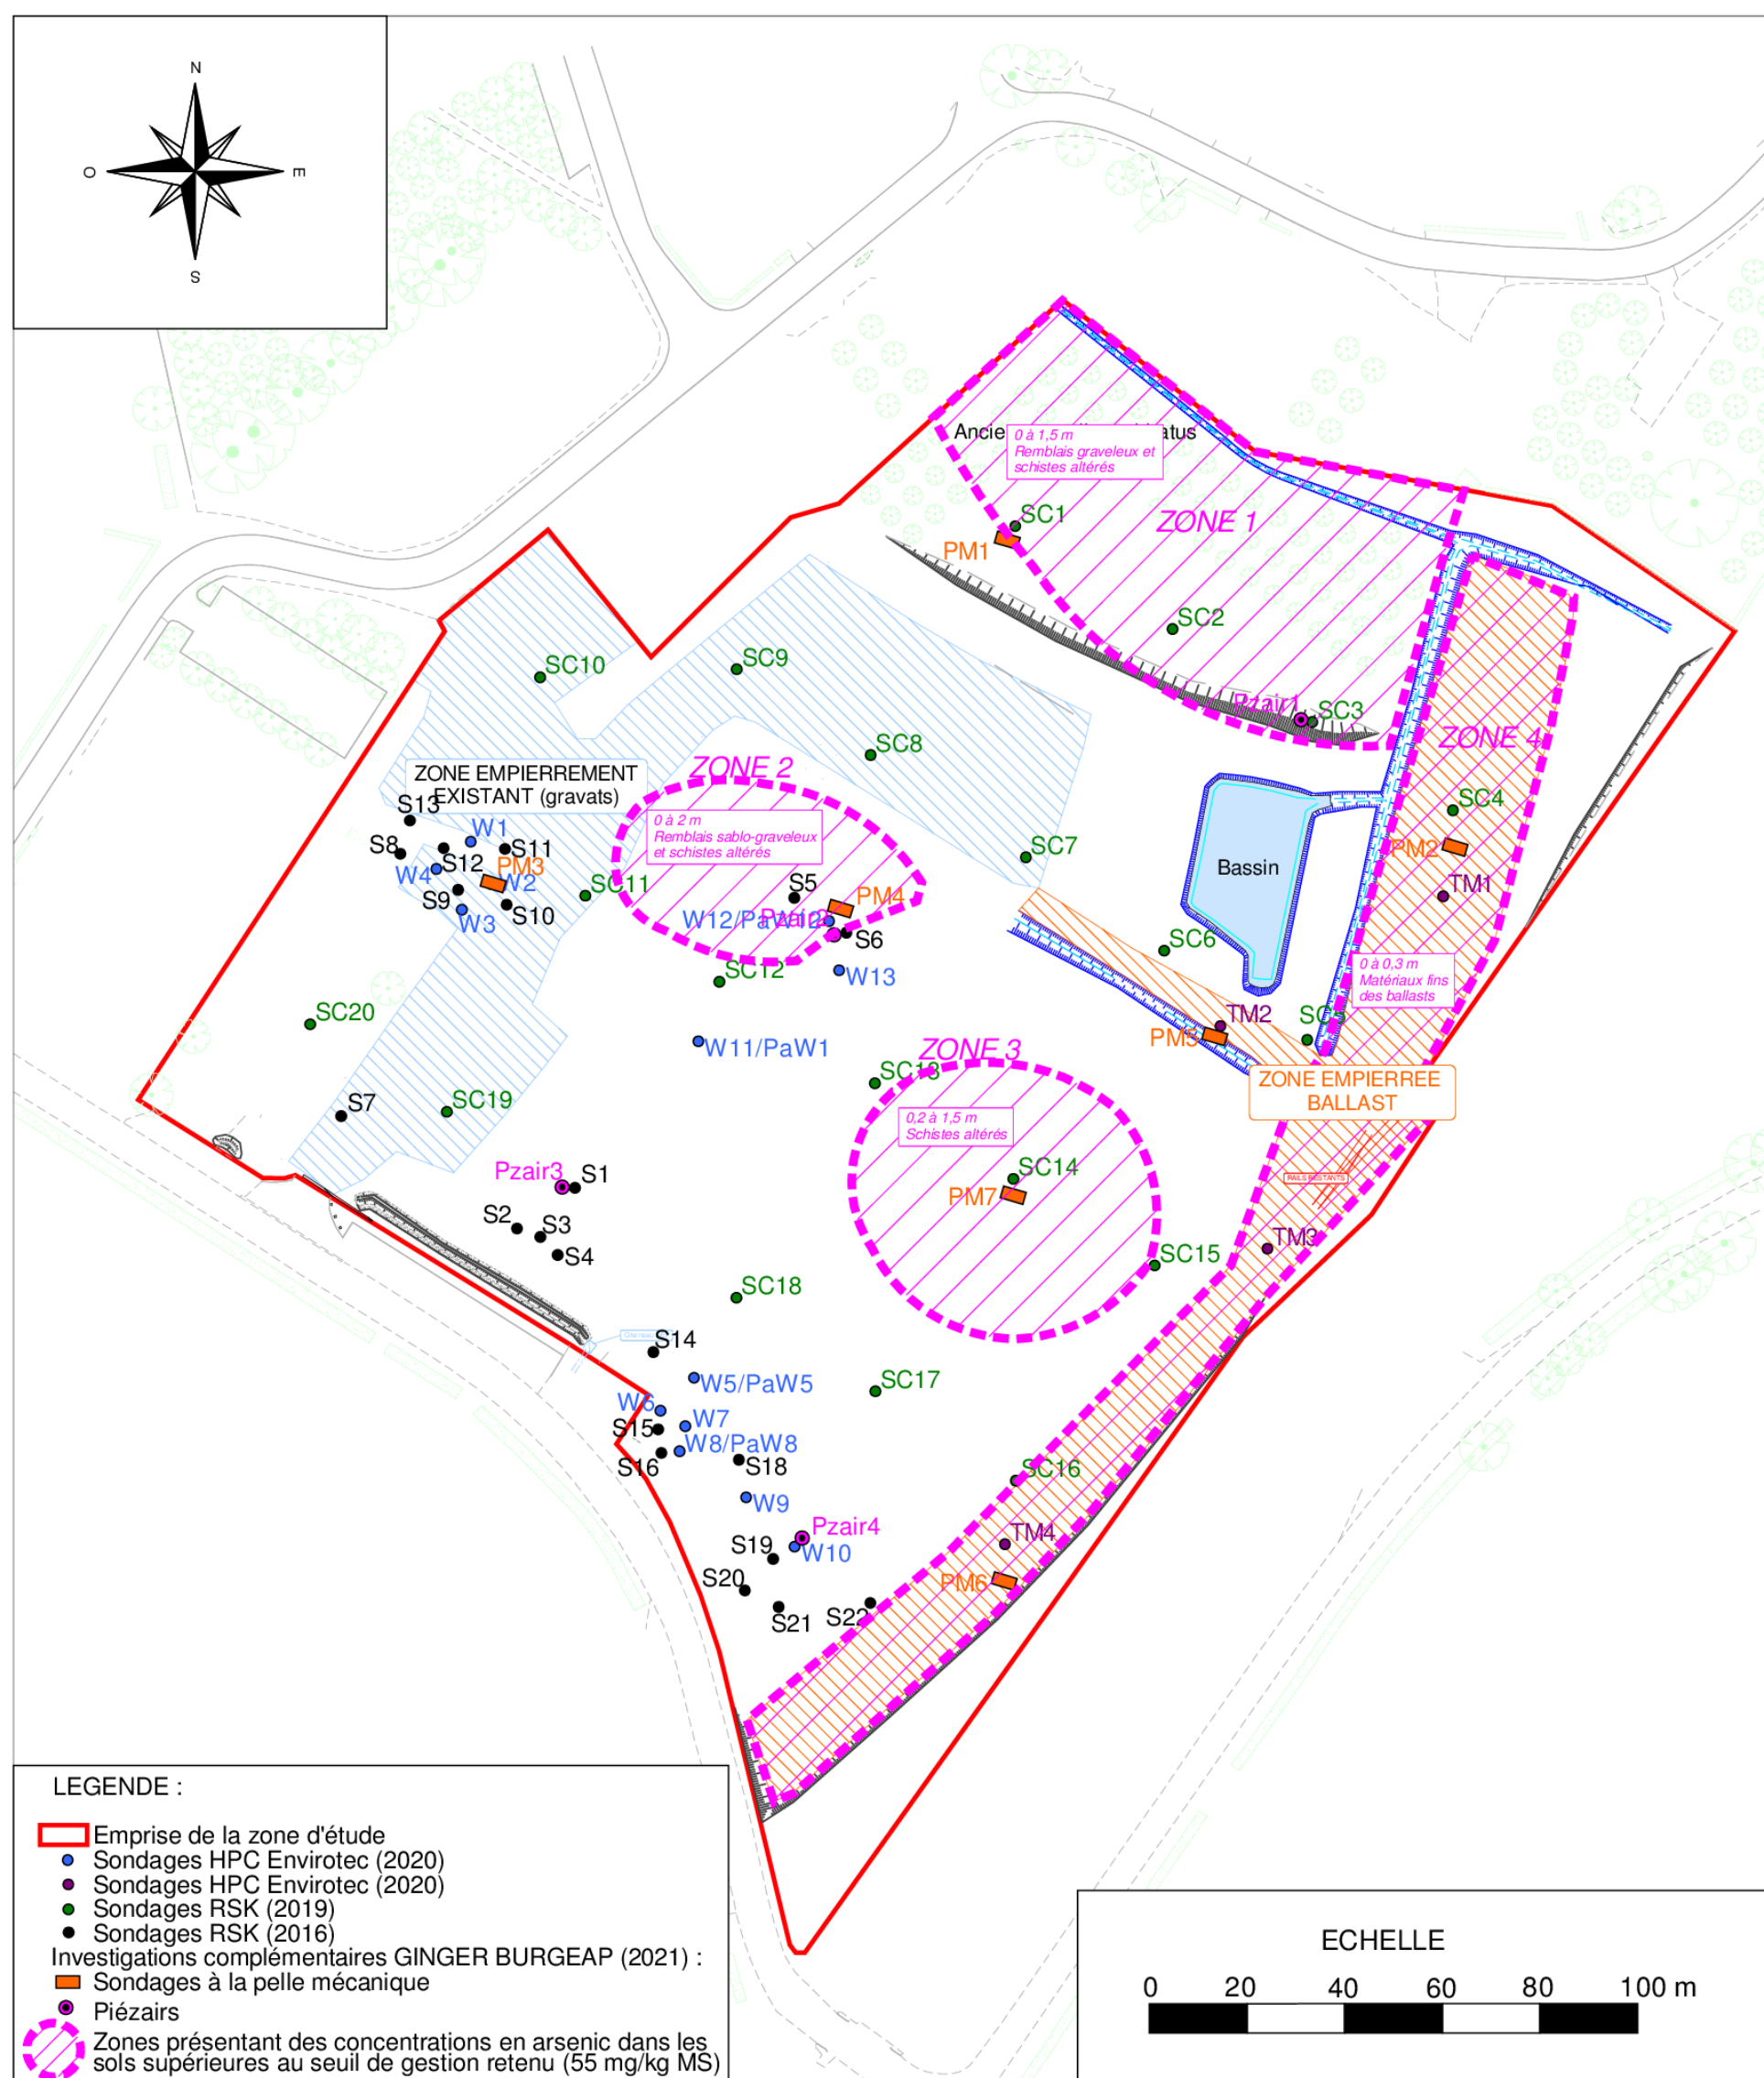 N
O
E
S
Ancie
atus
0 à 1,5 m
Remblais graveleux et
schistes altérés
SC1
PM1
ZONE 1
SC2
SC10
SC9
Pzair1
SC3
SC8
ZONE 4
ZONE 2
ZONE EMPIERREMENT
EXISTANT (gravats)
S13
SC4
0 à 2 m
Remblais sablo-graveleux
et schistes altérés
W1
S8
S11
S12
PM3
W4
W2
SC7
PM2
Bassin
SC11
S5
PM4
TM1
S9
S10
W3
W12/PaW12
S6
SC6
SC12
W13
0 à 0,3 m
Matériaux fins
des ballasts
SC20
TM2
PM5
W11/PaW1
ZONE 3
SC13
ZONE EMPIERREE
BALLAST
S7
SC19
0,2 à 1,5 m
Schistes altérés
Pzair3
S1
SC14
PM7
RAILS RESTANTS
S2
S3
S4
TM3
SC15
SC18
S14
W5/PaW5
SC17
W6
W7
S15
W8/PaW8
S16
S18
SC16
W9
Pzair4
S19
W10
TM4
S20
PM6
S21
S22
LEGENDE :
Emprise de la zone d'étude
Sondages HPC Envirotec (2020)
Sondages HPC Envirotec (2020)
Sondages RSK (2019)
Sondages RSK (2016)
Investigations complémentaires GINGER BURGEAP (2021) :
Sondages à la pelle mécanique
Piézairs
Zones présentant des concentrations en arsenic dans les
sols supérieures au seuil de gestion retenu (55 mg/kg MS)
ECHELLE
0 20 40 60 80 100 m